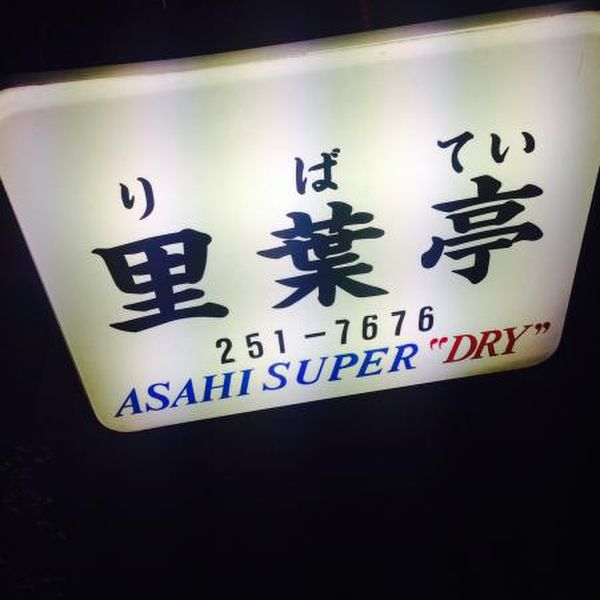 り ば てい
里葉亭
251-7676
ASAHI SUPER "DRY"